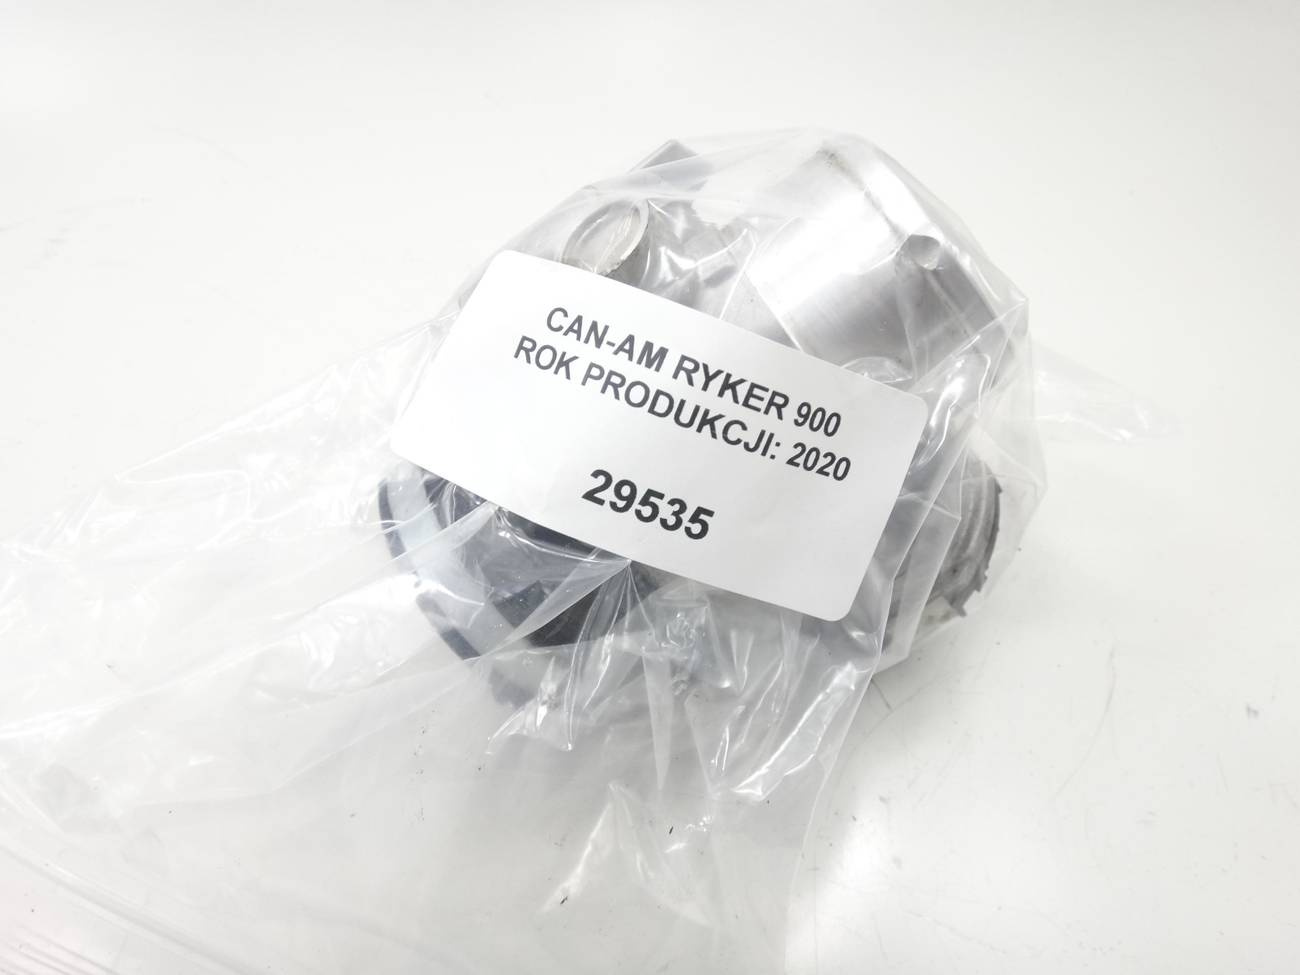 CAN-AM RYKER 900
ROK PRODUKCJI: 2020
29535